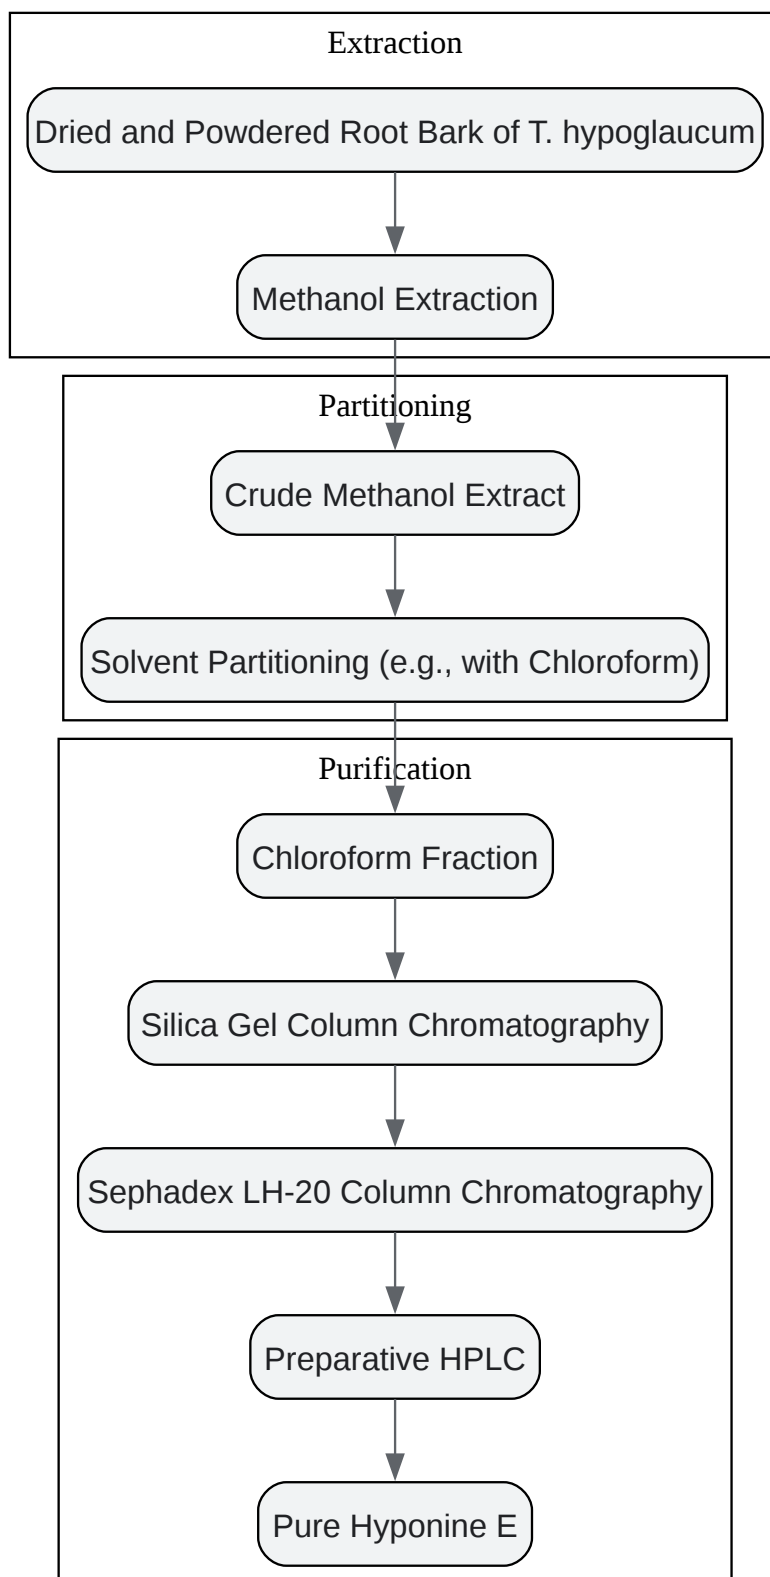 Extraction
Dried and Powdered Root Bark of T. hypoglaucum
Methanol Extraction
Partitioning
Crude Methanol Extract
Solvent Partitioning (e.g., with Chloroform)
Purification
Chloroform Fraction
Silica Gel Column Chromatography
Sephadex LH-20 Column Chromatography
Preparative HPLC
Pure Hyponine E